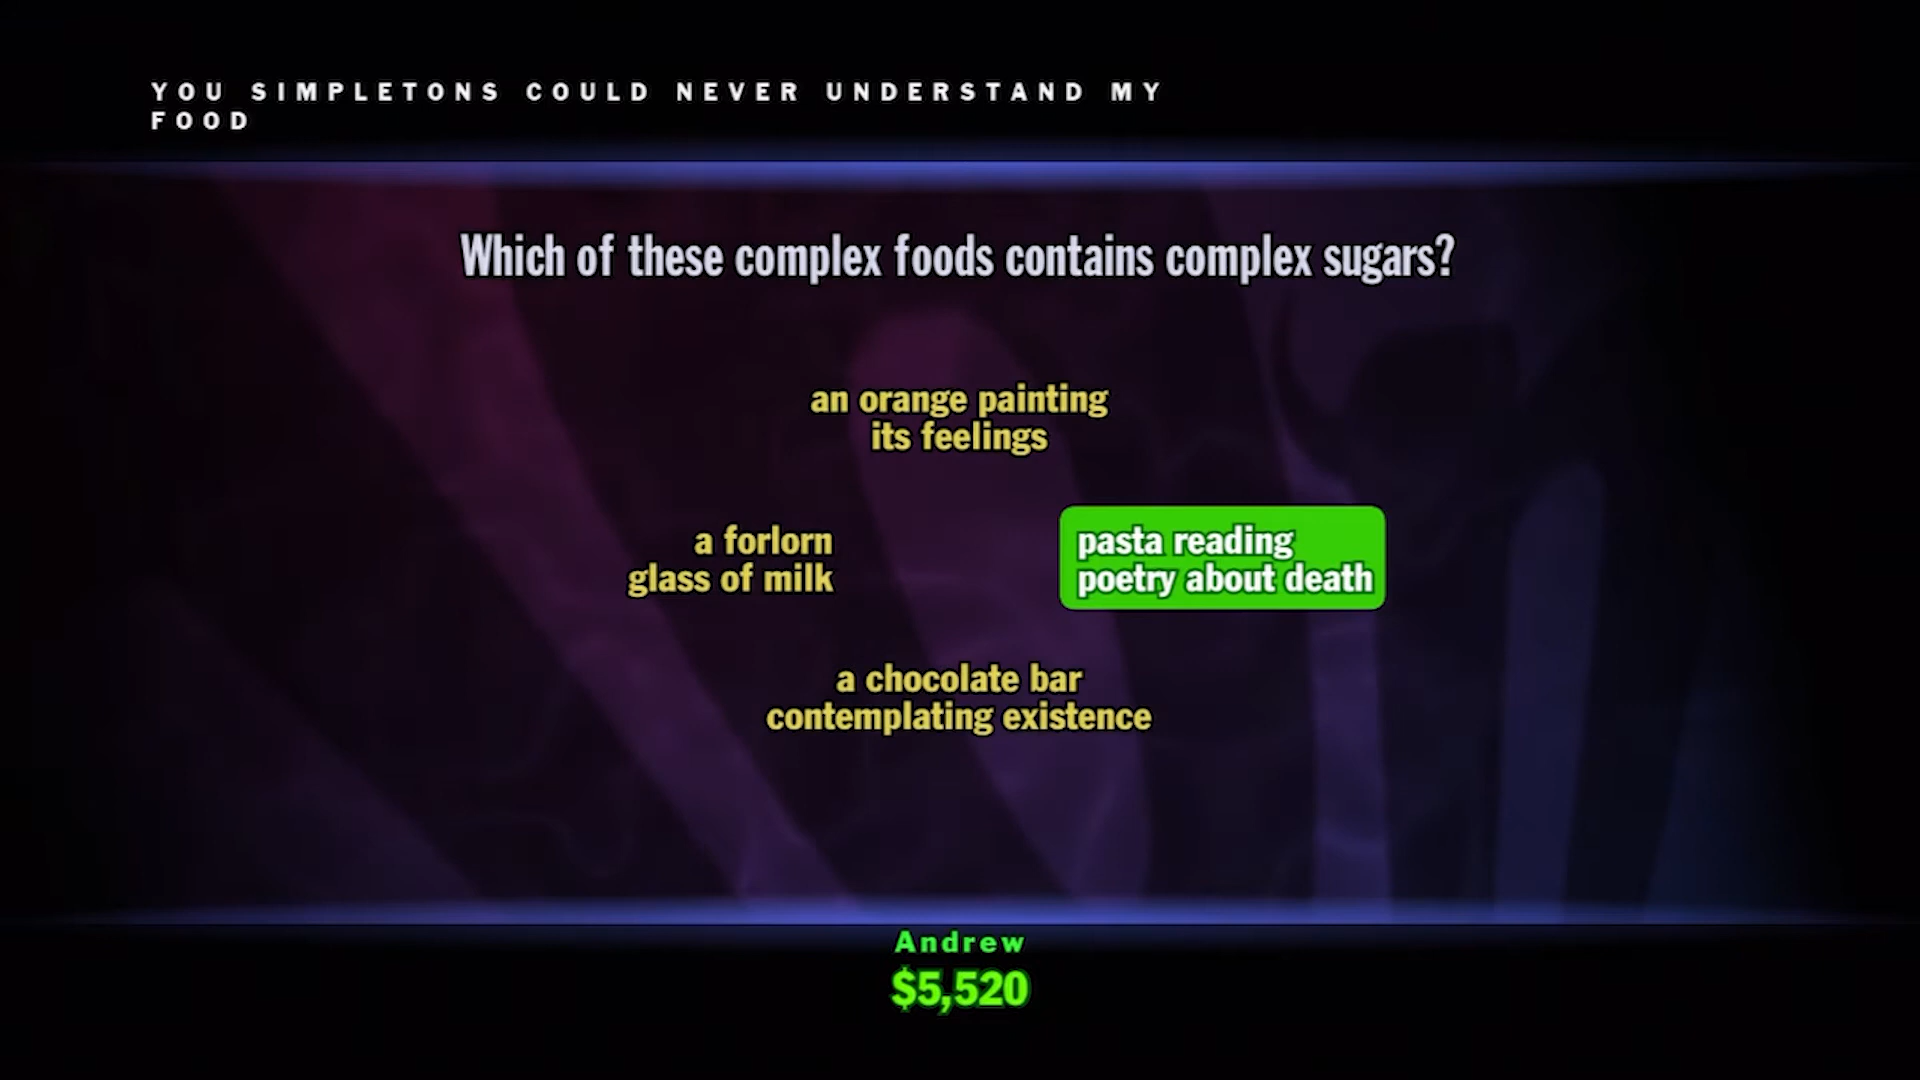 YOU SIMPLETONS COULD NEVER UNDERSTAND MY
FOOD
Which of these complex foods contains complex sugars?
an orange painting
its feelings
a forlorn
glass of milk
pasta reading
poetry about death
a chocolate bar
contemplating existence
Andrew
$5,520